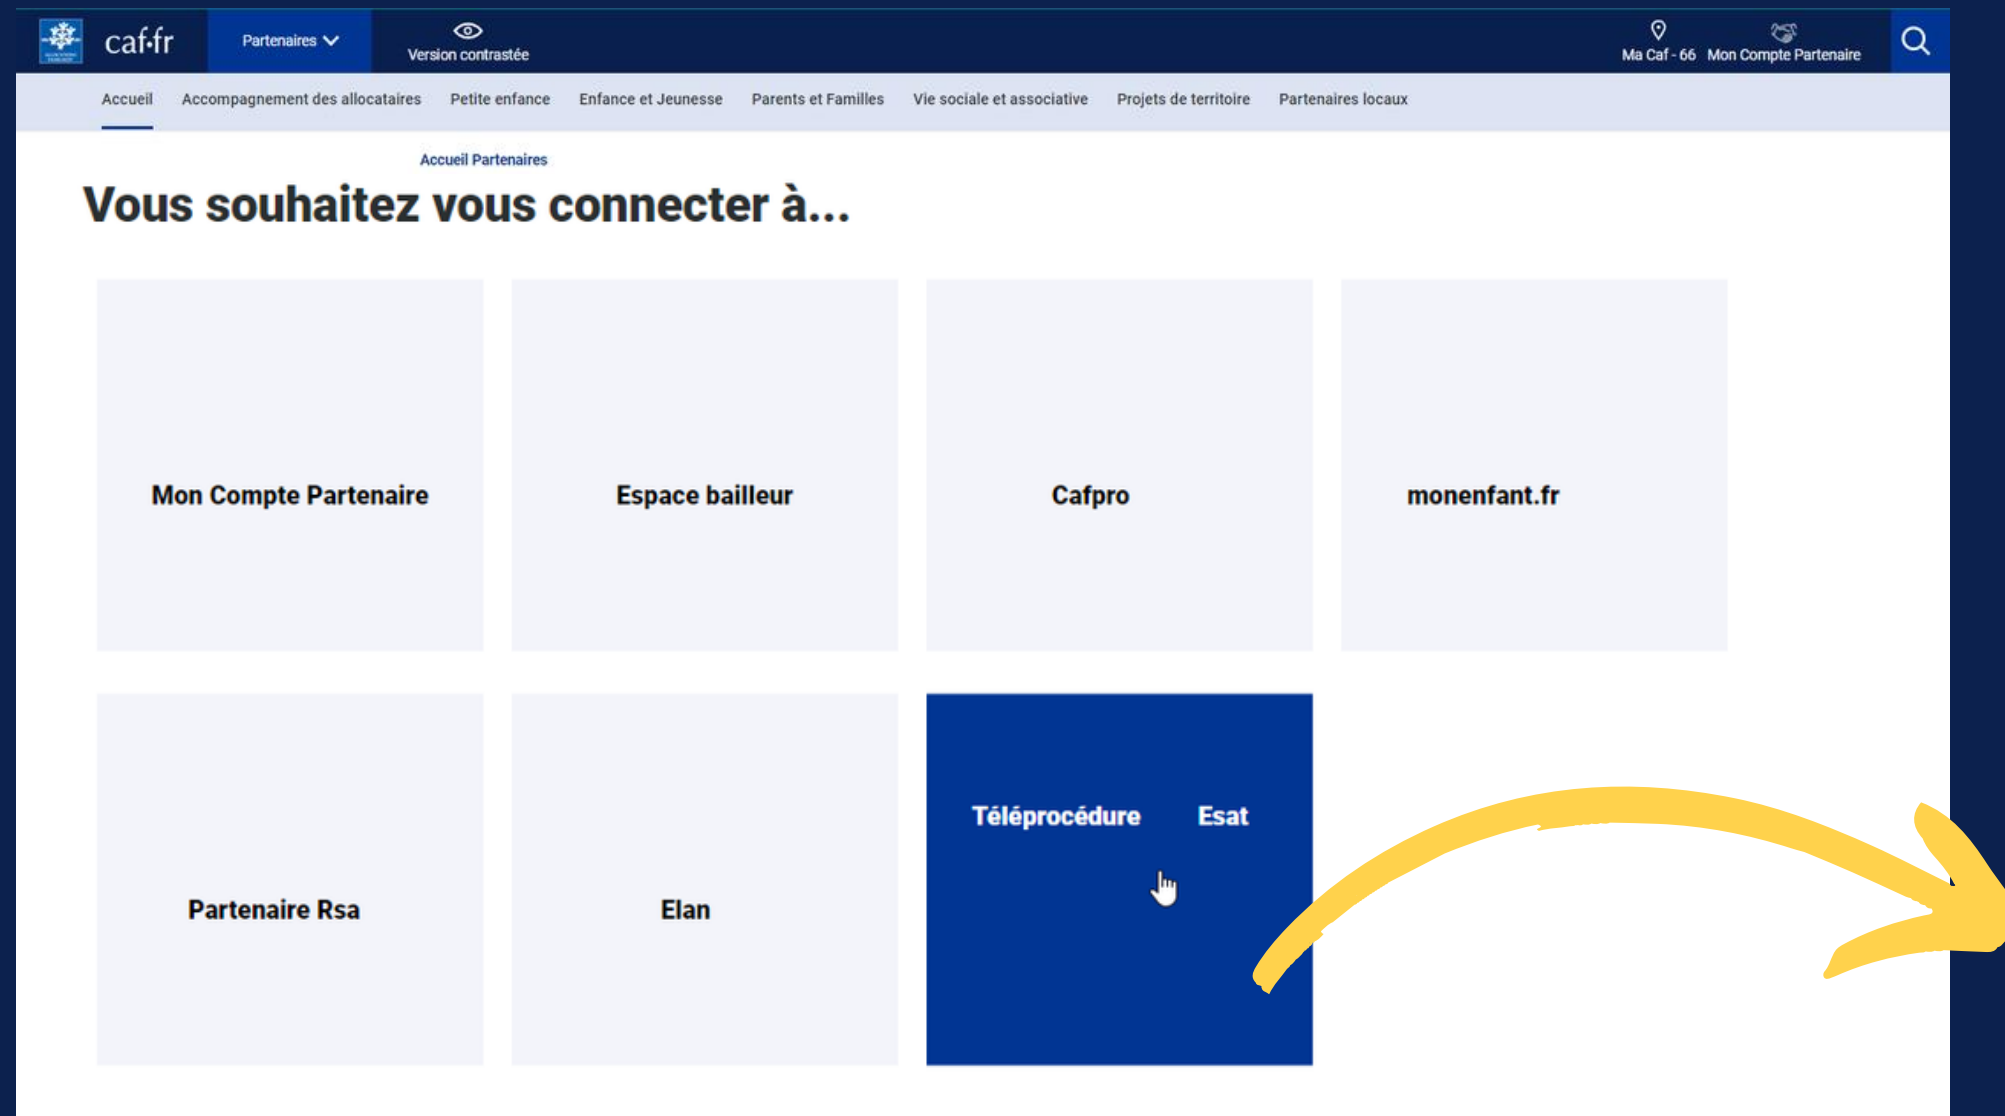 caf.fr
Partenaires
Version contrastée
Ma Caf - 66
Mon Compte Partenaire
Accueil
Accompagnement des allocataires
Petite enfance
Enfance et Jeunesse
Parents et Familles
Vie sociale et associative
Projets de territoire
Partenaires locaux
Accueil Partenaires
Vous souhaitez vous connecter à...
Mon Compte Partenaire
Espace bailleur
Cafpro
monenfant.fr
Partenaire Rsa
Elan
Téléprocédure Esat